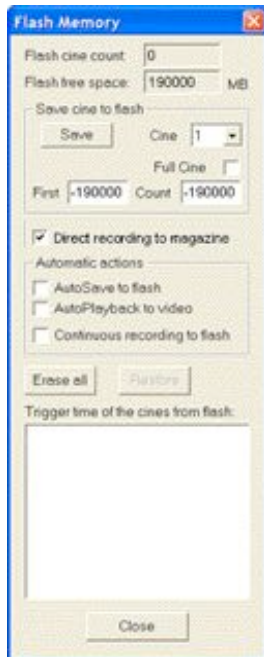 Flash Memory
Flash cine count: 0
Flash free space: 190000 MB
Save cine to flash
Save Cine 1
Full Cine
First -190000 Count -190000
Direct recording to magazine
Automatic actions
AutoSave to flash
AutoPlayback to video
Continuous recording to flash
Erase all Restore
Trigger time of the cines from flash:
Close